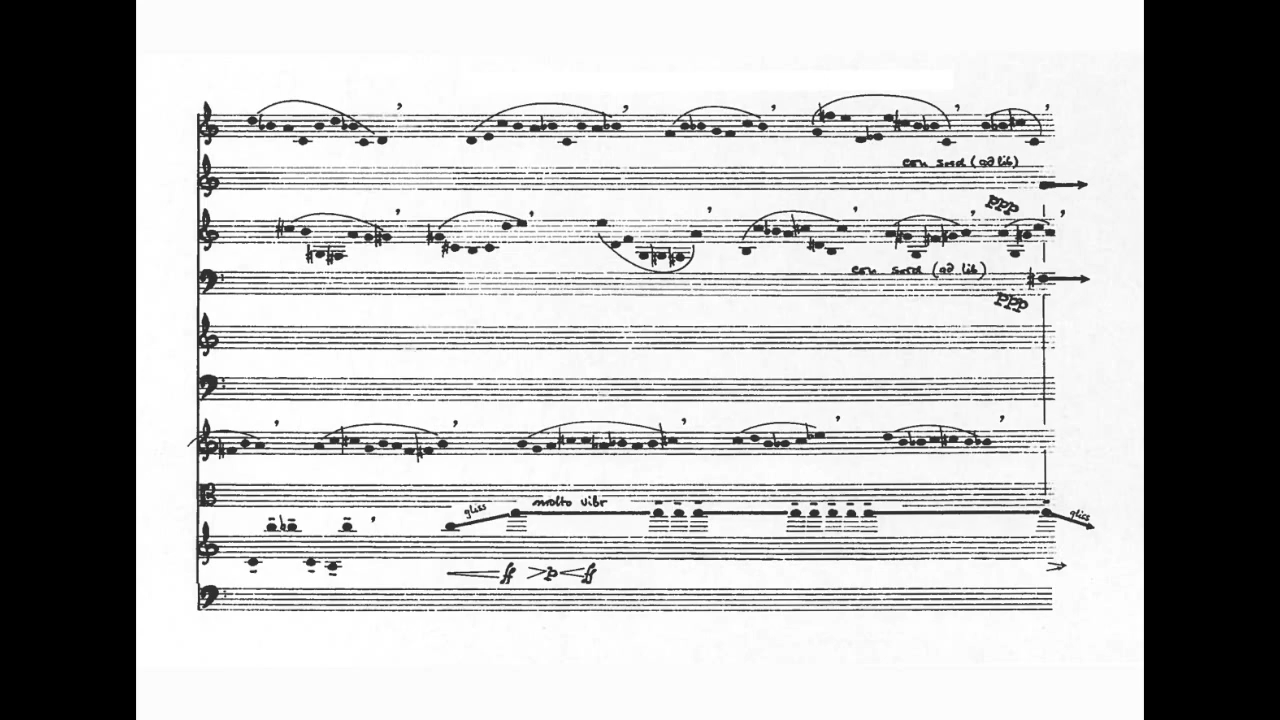 con sord (ad lib)
ppp
con sord (ad lib)
ppp
gliss
molto vibr
gliss
ff > p < ff